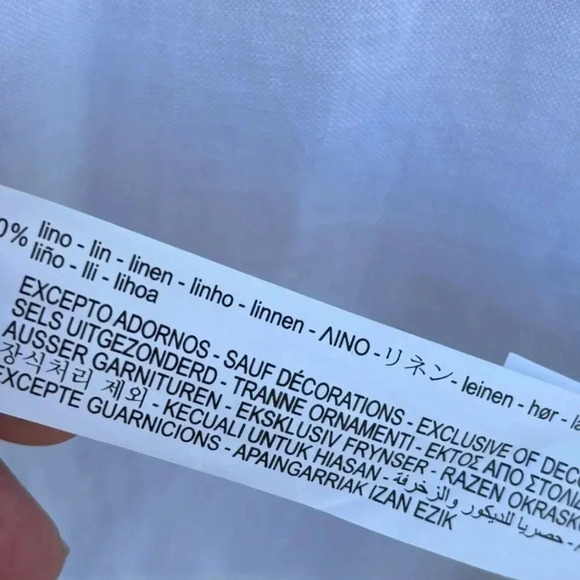 0% lino - lin - linen - linho - linnen - ΛΙΝΟ - リネン - leinen - hør - la
liño - lli - lihoa
EXCEPTO ADORNOS - SAUF DÉCORATIONS - EXCLUSIVE OF DECO
SELS UITGEZONDERD - TRANNE ORNAMENTI - ΕΚΤΟΣ ΑΠΟ ΣΤΟΛΙ
AUSSER GARNITUREN - EKSKLUSIV FRYNSER - RAZEN OKRASK
장식처리 제외 - KECUALI UNTUK HIASAN - حصريا للديكور والزخرفة -
EXCEPTE GUARNICIONS - APAINGARRIAK IZAN EZIK